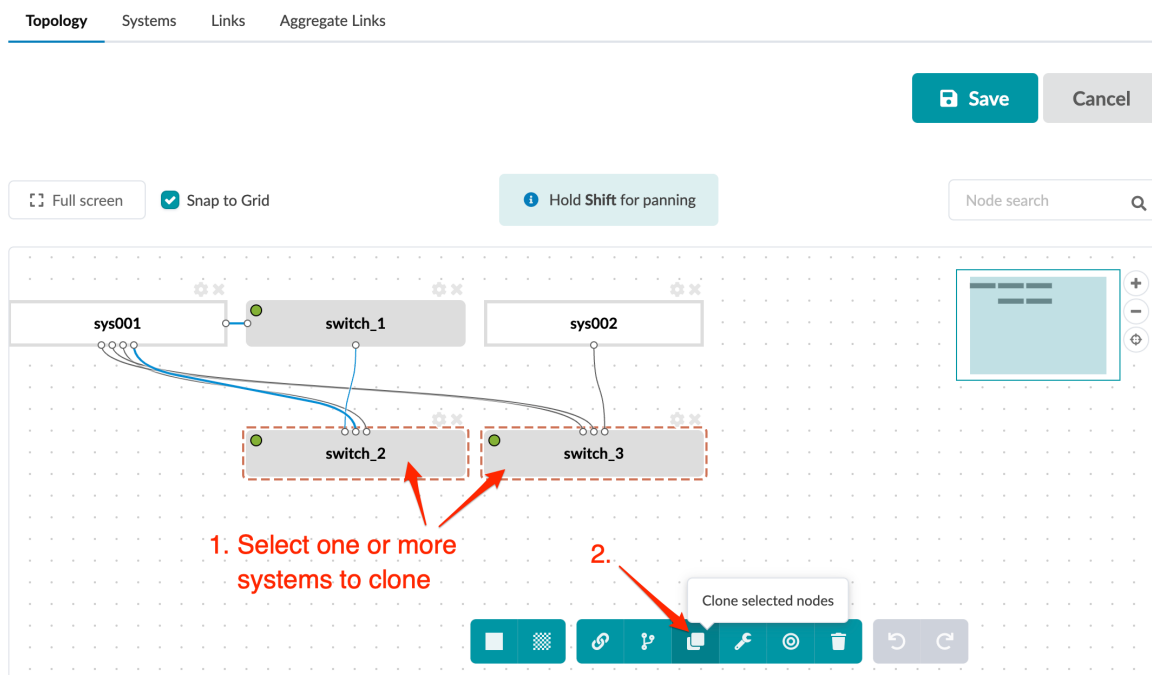 Topology Systems Links Aggregate Links
Save Cancel
Full screen Snap to Grid Hold Shift for panning Node search
sys001 switch_1 sys002
switch_2 switch_3
1. Select one or more
systems to clone
2.
Clone selected nodes